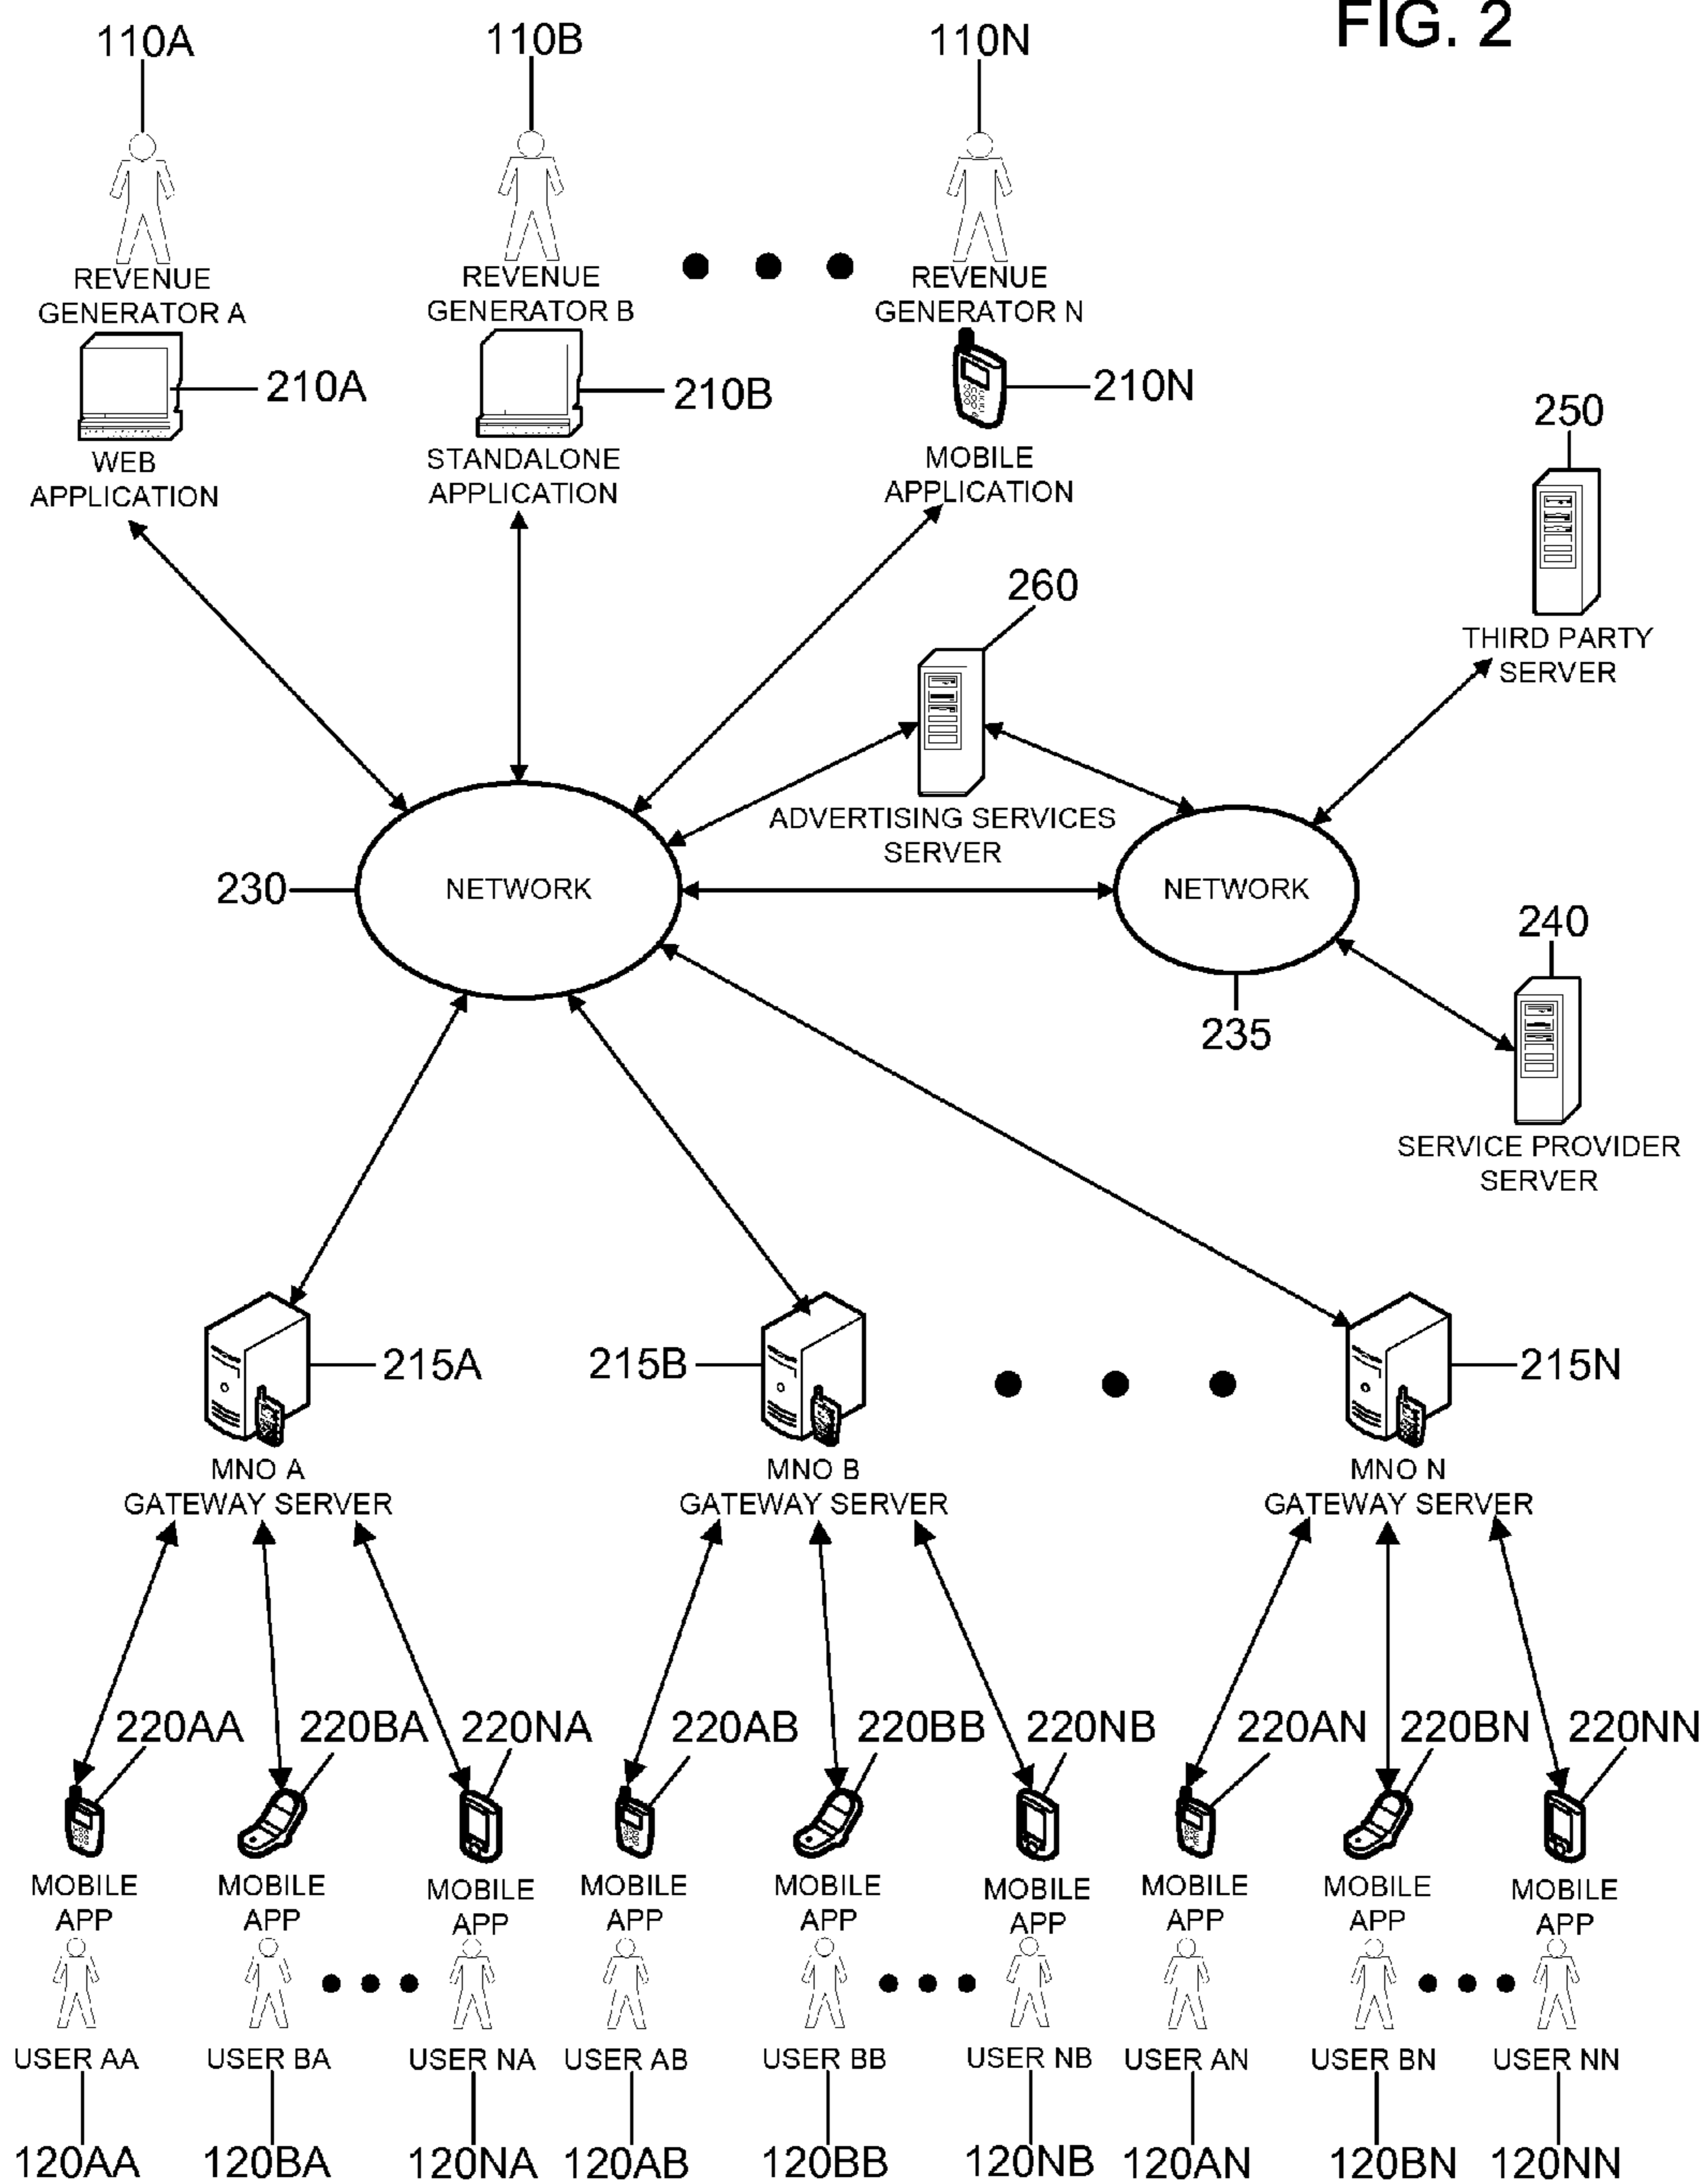 FIG. 2
110A
110B
110N
REVENUE
GENERATOR A
REVENUE
GENERATOR B
REVENUE
GENERATOR N
210A
210B
210N
WEB
APPLICATION
STANDALONE
APPLICATION
MOBILE
APPLICATION
250
THIRD PARTY
SERVER
260
ADVERTISING SERVICES
SERVER
230
NETWORK
NETWORK
235
240
SERVICE PROVIDER
SERVER
215A
215B
215N
MNO A
GATEWAY SERVER
MNO B
GATEWAY SERVER
MNO N
GATEWAY SERVER
220AA
220BA
220NA
220AB
220BB
220NB
220AN
220BN
220NN
MOBILE
APP
MOBILE
APP
MOBILE
APP
MOBILE
APP
MOBILE
APP
MOBILE
APP
MOBILE
APP
MOBILE
APP
MOBILE
APP
USER AA
USER BA
USER NA
USER AB
USER BB
USER NB
USER AN
USER BN
USER NN
120AA
120BA
120NA
120AB
120BB
120NB
120AN
120BN
120NN